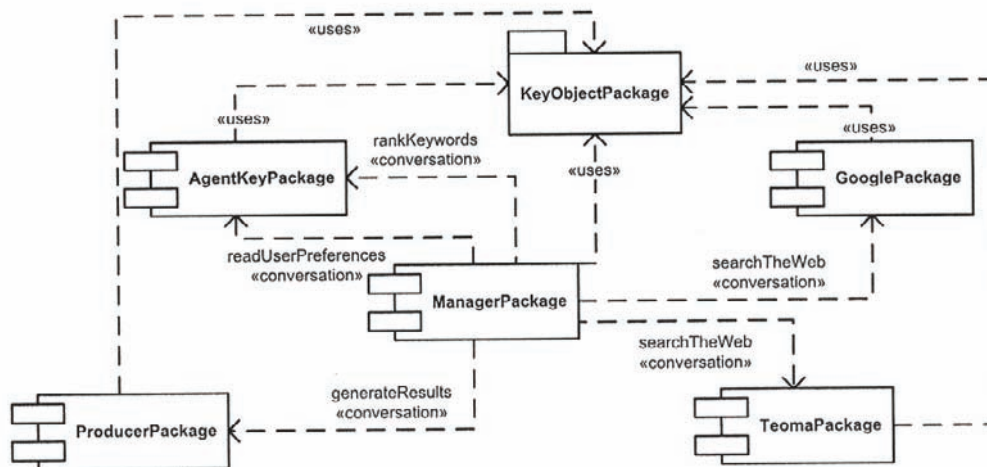 «uses»
KeyObjectPackage
«uses»
«uses»
rankKeywords
«conversation»
«uses»
«uses»
AgentKeyPackage
GooglePackage
readUserPreferences
«conversation»
searchTheWeb
«conversation»
ManagerPackage
searchTheWeb
«conversation»
generateResults
«conversation»
ProducerPackage
TeomaPackage